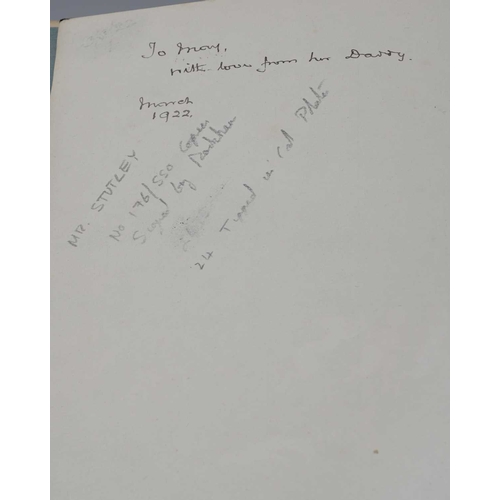 To May,
with love from her Daddy.
March
1922.
MR. STUTLEY
No 176/550 Copies
Signed by Rackham
24 Tipped in Col Plates